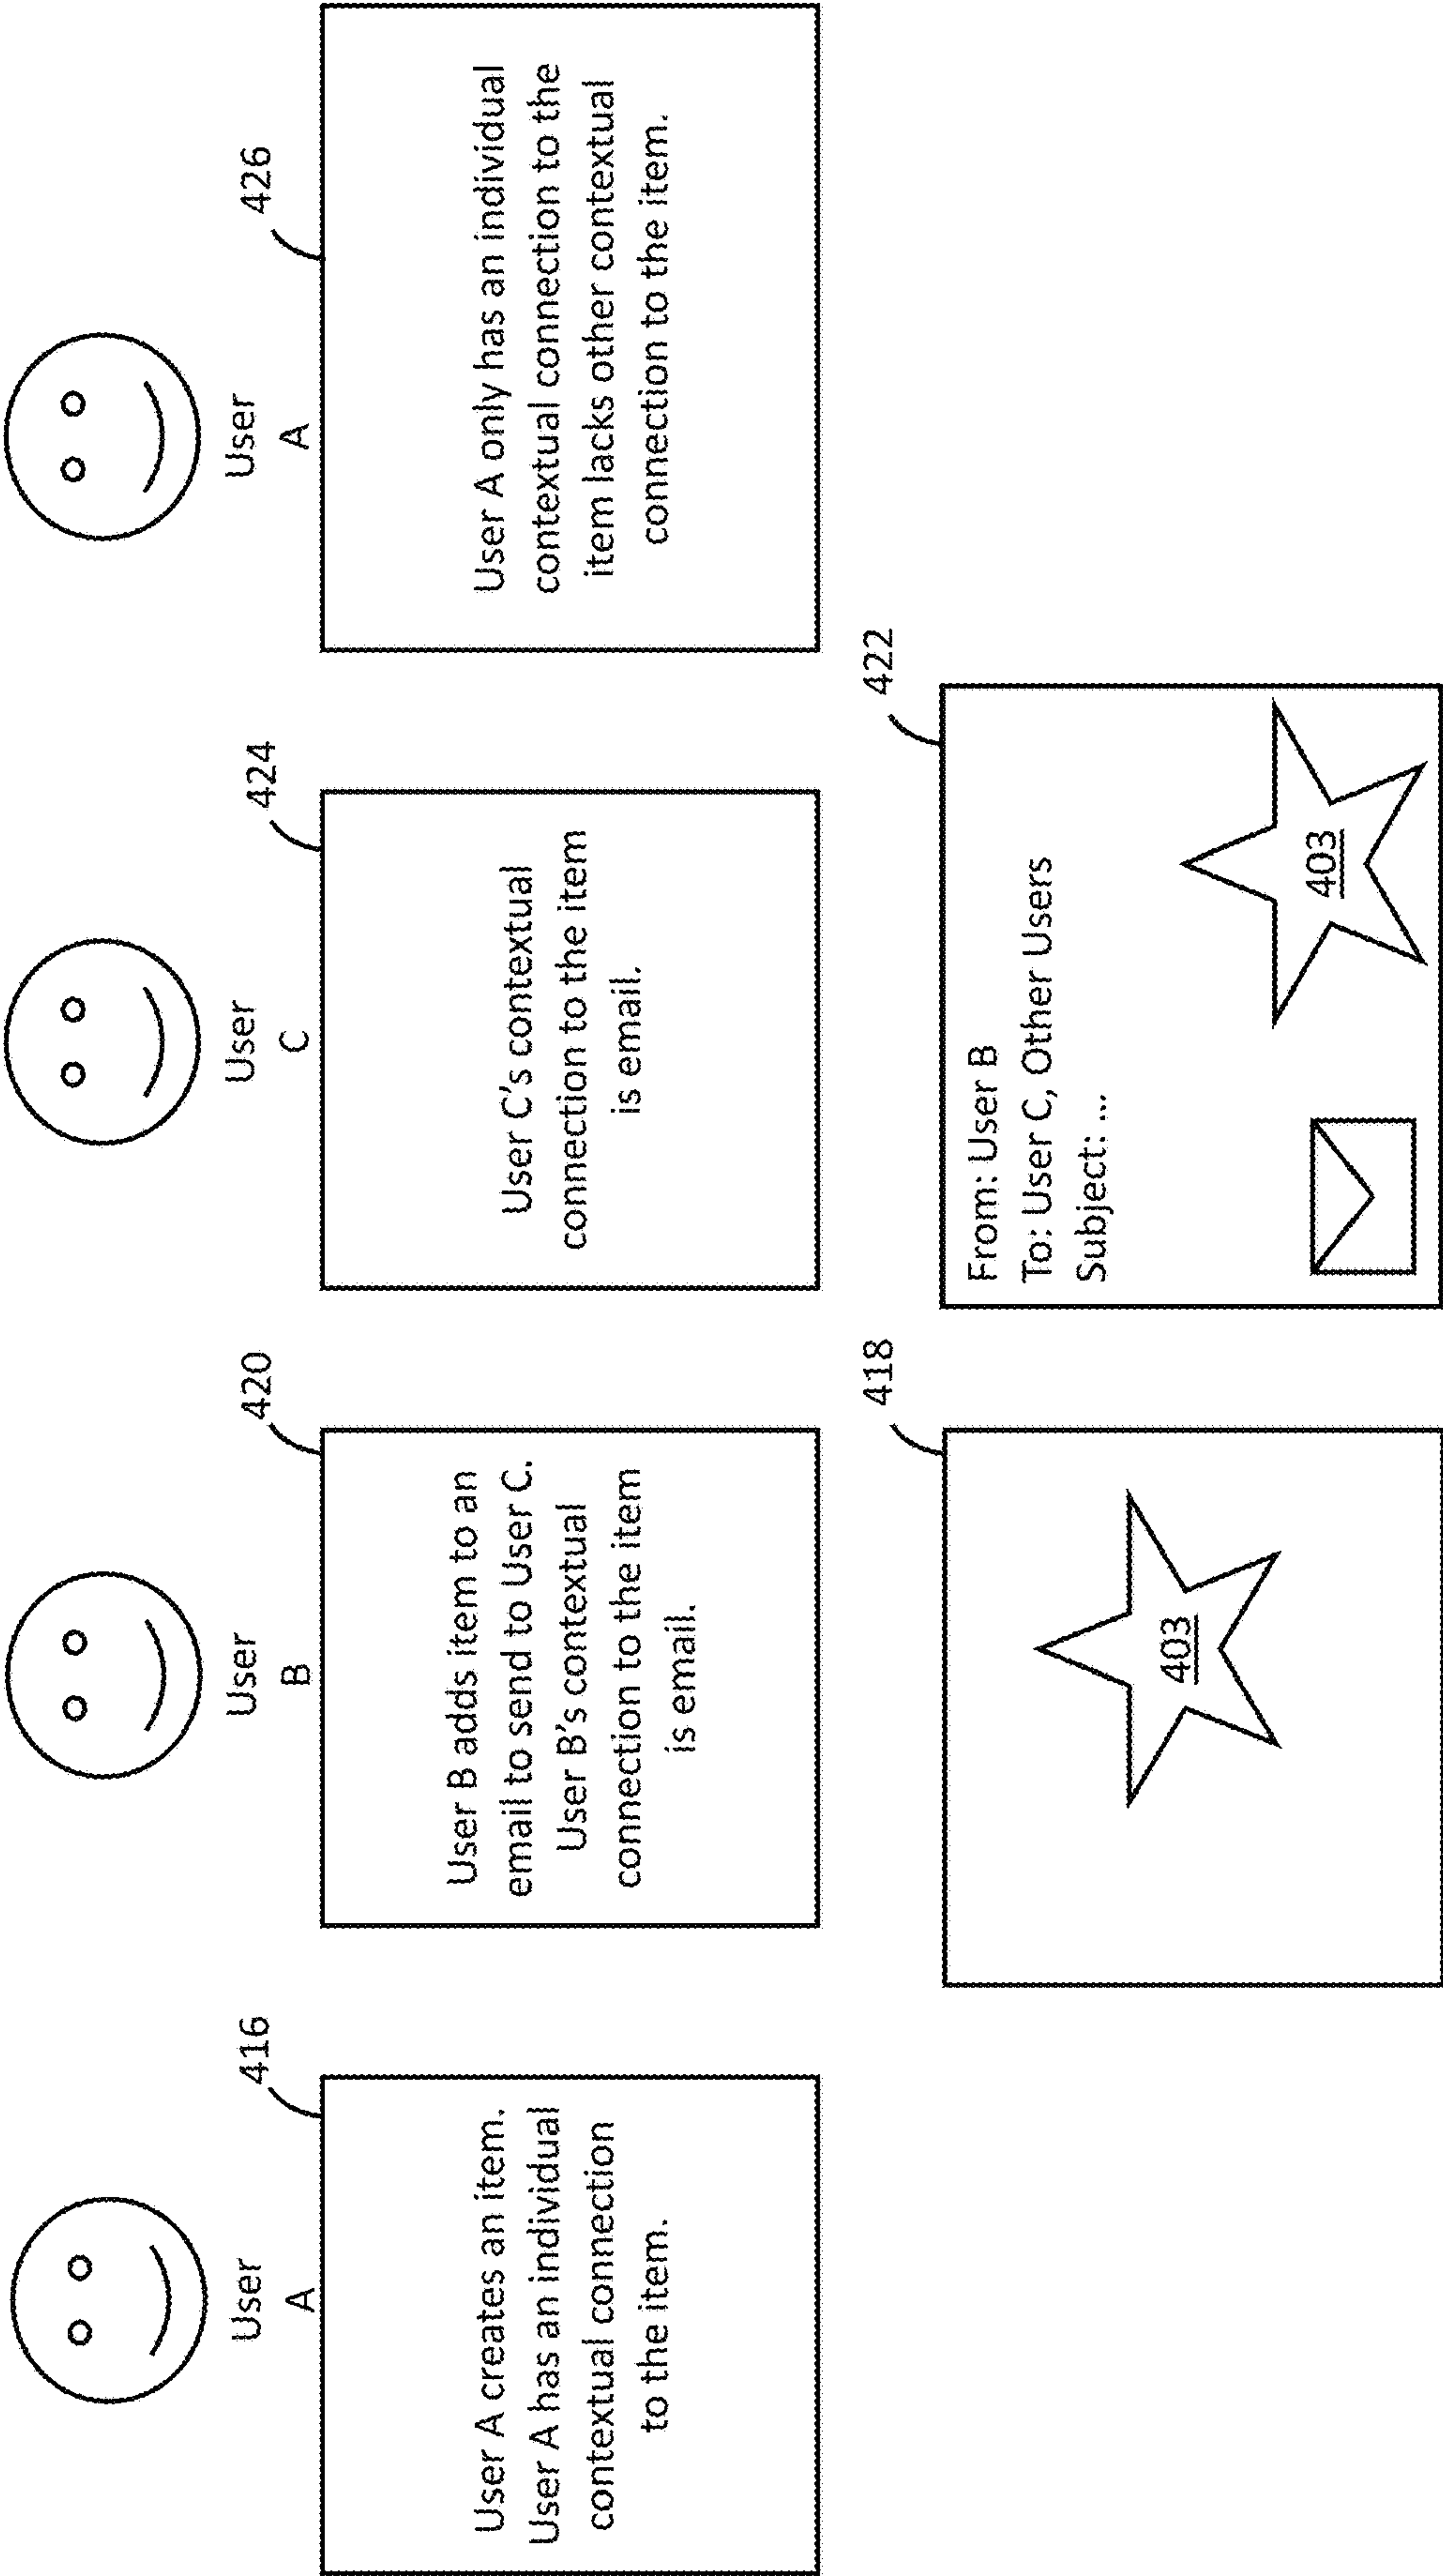 User
A
416
User A creates an item.
User A has an individual
contextual connection
to the item.
User
B
420
User B adds item to an
email to send to User C.
User B's contextual
connection to the item
is email.
418
403
User
C
424
User C's contextual
connection to the item
is email.
422
From: User B
To: User C, Other Users
Subject: ...
403
User
A
426
User A only has an individual
contextual connection to the
item lacks other contextual
connection to the item.